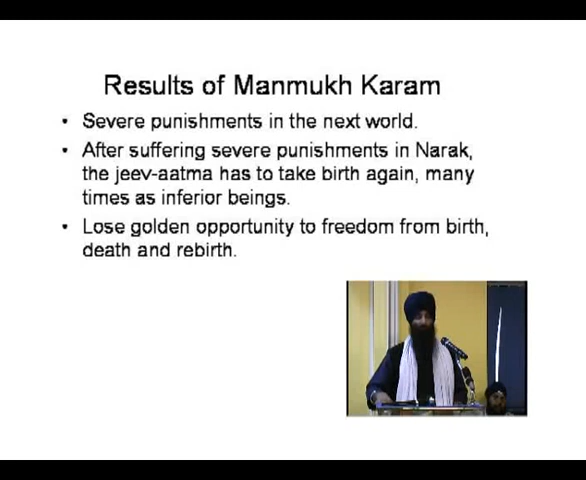 Results of Manmukh Karam
• Severe punishments in the next world.
• After suffering severe punishments in Narak,
the jeev-aatma has to take birth again, many
times as inferior beings.
• Lose golden opportunity to freedom from birth,
death and rebirth.